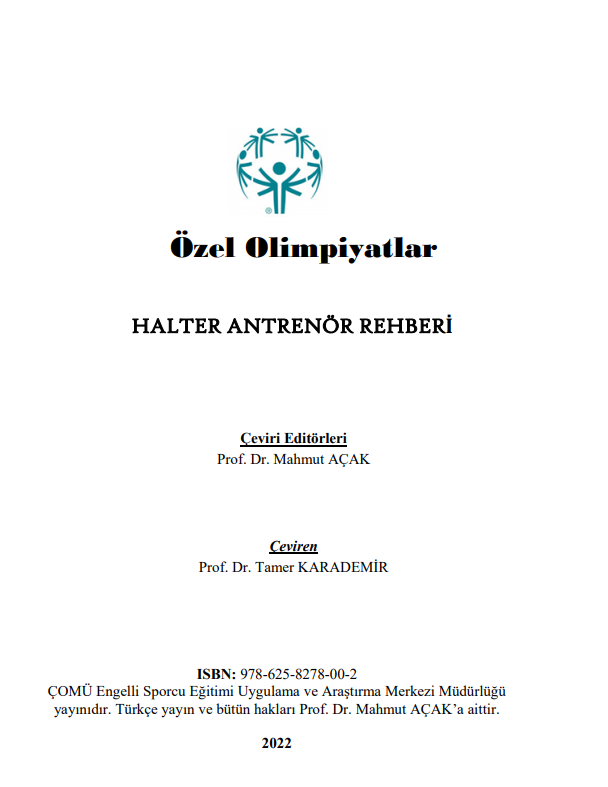 ®
Özel Olimpiyatlar
HALTER ANTRENÖR REHBERİ
Çeviri Editörleri
Prof. Dr. Mahmut AÇAK
Çeviren
Prof. Dr. Tamer KARADEMİR
ISBN: 978-625-8278-00-2
ÇOMÜ Engelli Sporcu Eğitimi Uygulama ve Araştırma Merkezi Müdürlüğü
yayınıdır. Türkçe yayın ve bütün hakları Prof. Dr. Mahmut AÇAK’a aittir.
2022